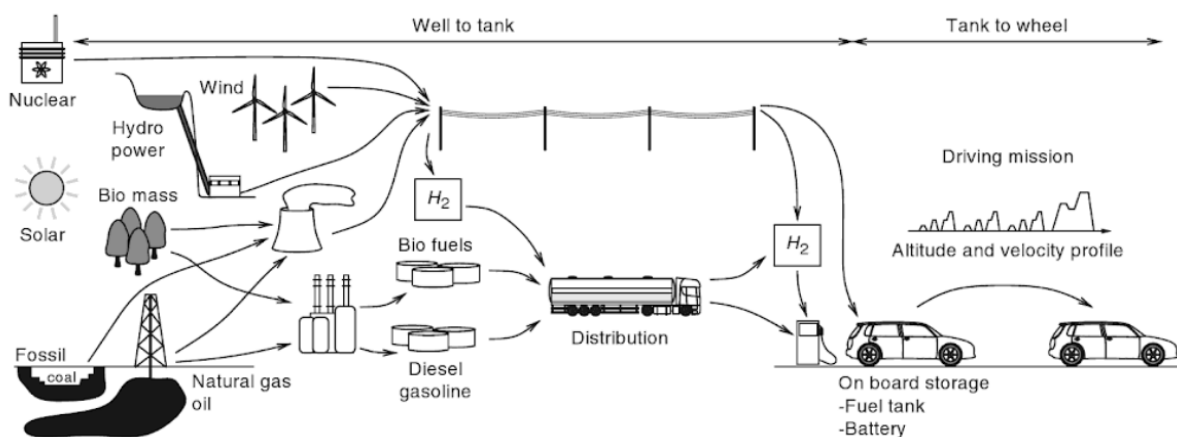 Well to tank
Tank to wheel
Nuclear
Wind
Hydro
power
Solar
Bio mass
H2
Bio fuels
Driving mission
Altitude and velocity profile
H2
Distribution
Fossil
coal
Natural gas
oil
Diesel
gasoline
On board storage
-Fuel tank
-Battery